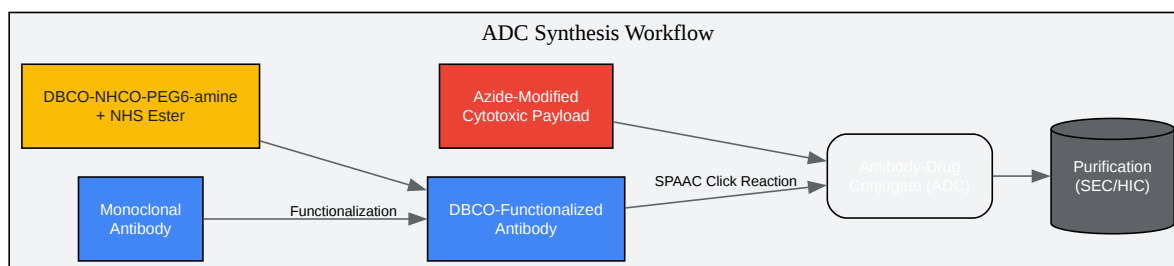 ADC Synthesis Workflow
DBCO-NHCO-PEG6-amine
+ NHS Ester
Azide-Modified
Cytotoxic Payload
Monoclonal
Antibody
Functionalization
DBCO-Functionalized
Antibody
SPAAC Click Reaction
Antibody-Drug
Conjugate (ADC)
Purification
(SEC/HIC)